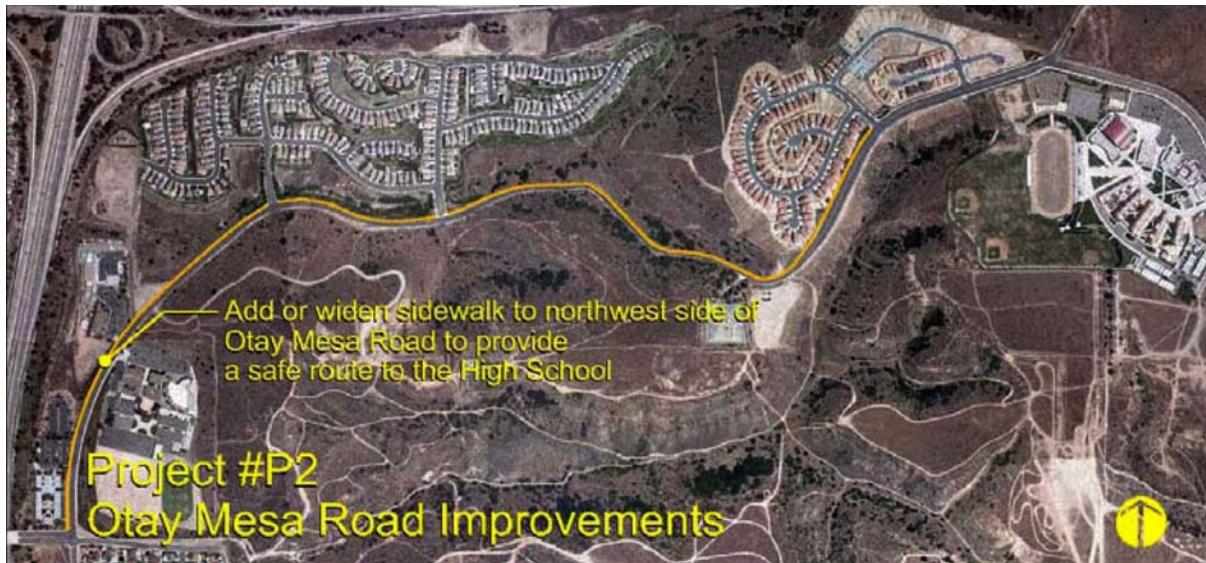 Add or widen sidewalk to northwest side of
Otay Mesa Road to provide
a safe route to the High School
Project #P2
Otay Mesa Road Improvements